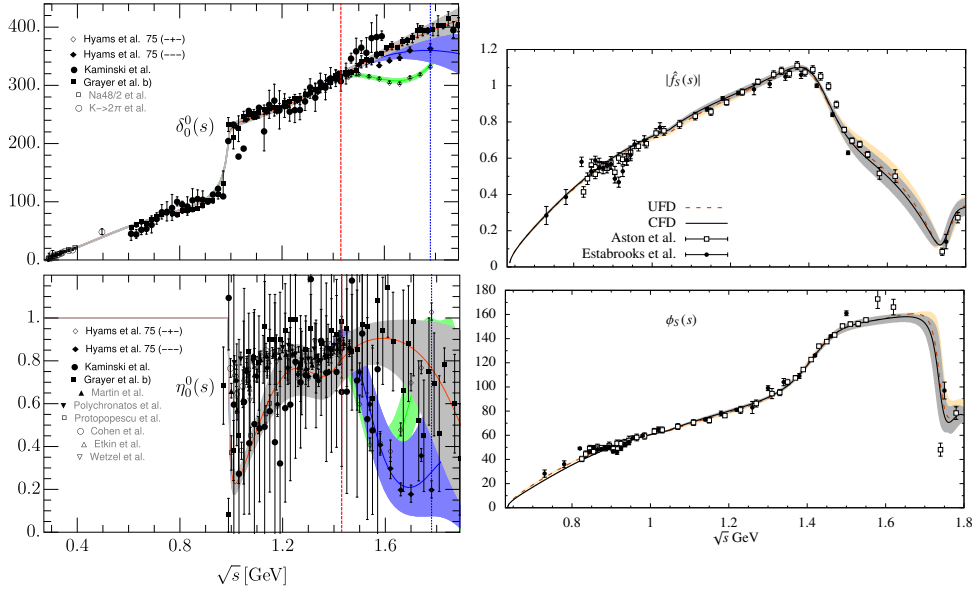 400
300
200
100
0.
◇ Hyams et al. 75 (−+−)
◆ Hyams et al. 75 (−−−)
● Kaminski et al.
■ Grayer et al. b)
□ Na48/2 et al.
○ K->2π et al.
δ₀⁰(s)
1.
0.8
0.6
0.4
0.2
0.
◇ Hyams et al. 75 (−+−)
◆ Hyams et al. 75 (−−−)
● Kaminski et al.
■ Grayer et al. b)
▲ Martin et al.
▼ Polychronatos et al.
□ Protopopescu et al.
○ Cohen et al.
△ Etkin et al.
▽ Wetzel et al.
η₀⁰(s)
0.4 0.8 1.2 1.6
√s [GeV]
1.2
1
0.8
0.6
0.4
0.2
0
|f̂_S(s)|
UFD
CFD
Aston et al.
Estabrooks et al.
180
160
140
120
100
80
60
40
20
0
ϕ_S(s)
0.8 1 1.2 1.4 1.6 1.8
√s GeV